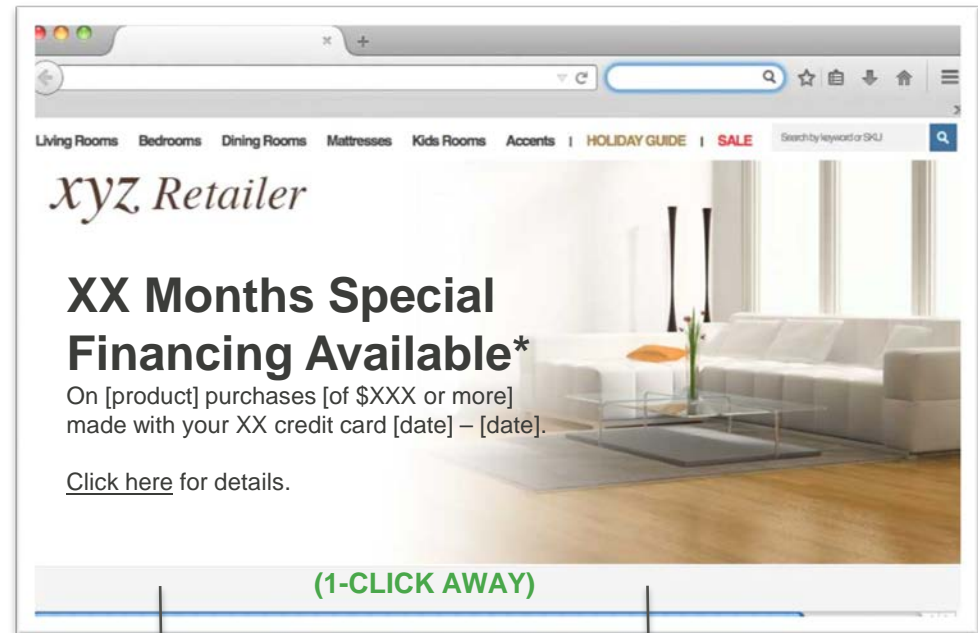 Living Rooms Bedrooms Dining Rooms Mattresses Kids Rooms Accents | HOLIDAY GUIDE | SALE Search by keyword or SKU
xyz Retailer
XX Months Special
Financing Available*
On [product] purchases [of $XXX or more]
made with your XX credit card [date] – [date].
Click here for details.
(1-CLICK AWAY)